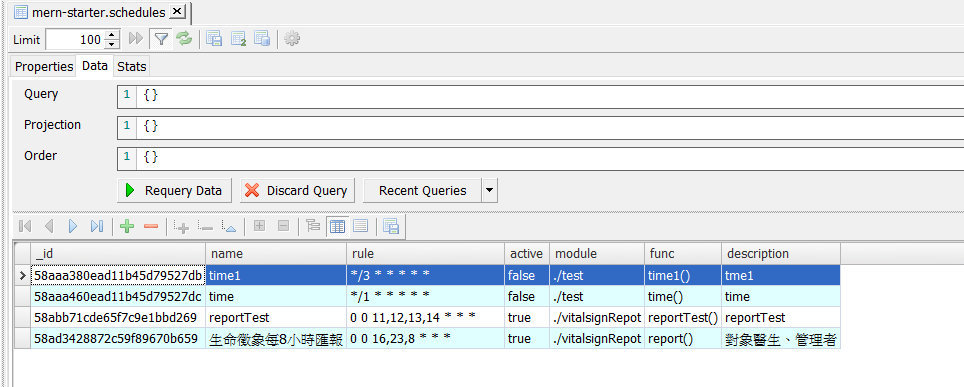 mern-starter.schedules
Limit 100
Properties Data Stats
Query 1 {}
Projection 1 {}
Order 1 {}
Requery Data Discard Query Recent Queries
_id name rule active module func description
58aaa380ead11b45d79527db time1 */3 * * * * * false ./test time1() tme1
58aaa460ead11b45d79527dc time */1 * * * * * false ./test time() time
58abb71cde65f7c9e1bbd269 reportTest 0 0 11,12,13,14 * * * true ./vitalsignRepot reportTest() reportTest
58ad3428872c59f89670b659 生命徵象每8小時匯報 0 0 16,23,8 * * * true ./vitalsignRepot report() 對象醫生、管理者